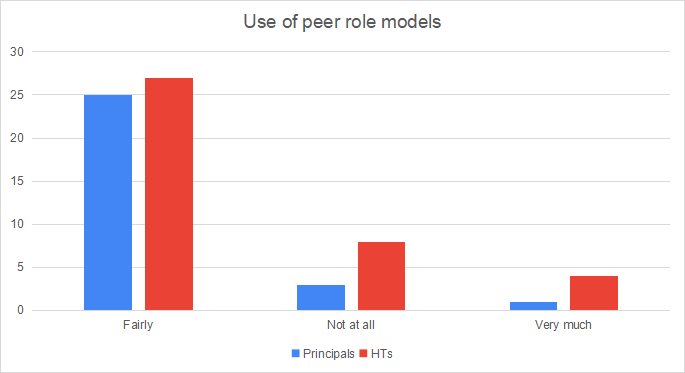 Use of peer role models
30
25
20
15
10
5
0
Fairly
Not at all
Very much
Principals
HTs